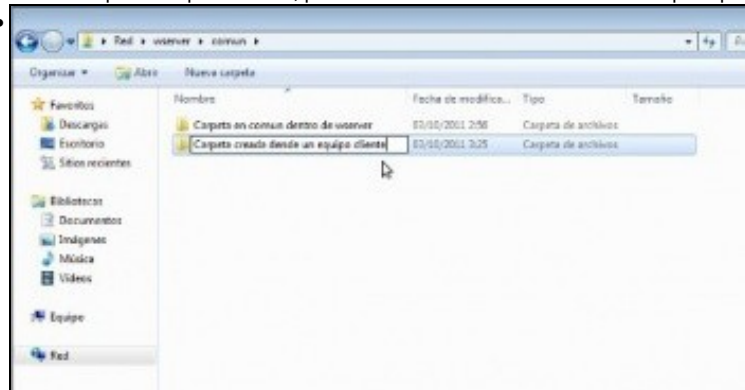 Red ▸ wserver ▸ comun ▸
Organizar Abrir Nueva carpeta
Nombre Fecha de modifica... Tipo Tamaño
Favoritos
Descargas
Escritorio
Sitios recientes
Bibliotecas
Documentos
Imágenes
Música
Vídeos
Equipo
Red
Carpeta en comun dentro de wserver 03/10/2011 2:56 Carpeta de archivos
Carpeta creada desde un equipo cliente 03/10/2011 3:25 Carpeta de archivos